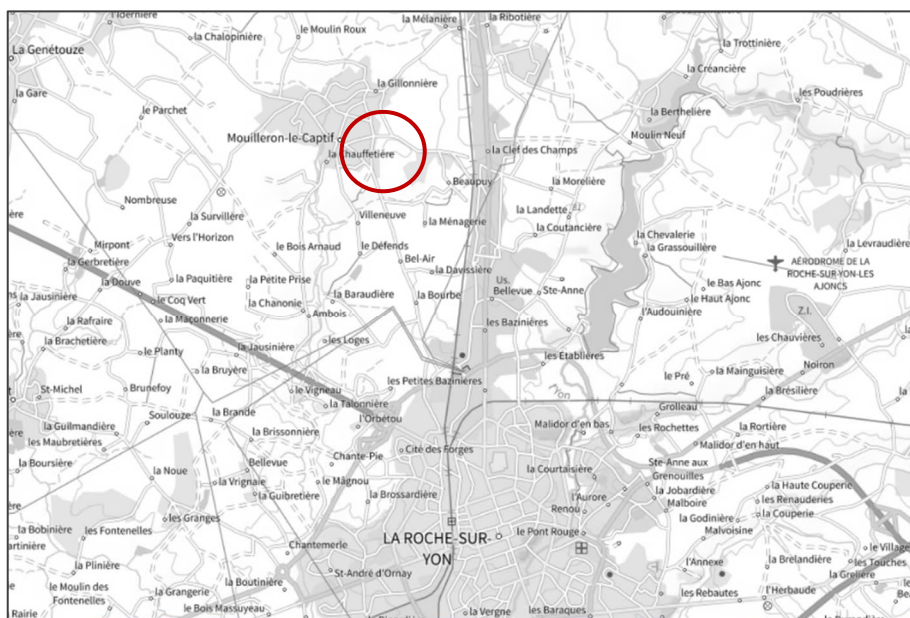 l'Idernière
la Mélanière
la Ribotière
la Chalopinière
le Moulin Roux
la Trottinière
La Genétouze
la Créancière
la Gillonnière
la Gare
les Poudrières
le Parchet
la Berthelière
Mouilleron-le-Captif
Moulin Neuf
la Chauffetière
la Clef des Champs
Beaupuy
la Morelière
Nombreuse
la Survillère
Villeneuve
la Landette
la Ménagerie
la Coutancière
la Chevalerie
Vers l'Horizon
la Grassouillère
la Levraudière
Mirpont
le Bois Arnaud
le Défends
la Gerbretière
Bel-Air
AÉRODROME DE LA
ROCHE-SUR-YON-LES
AJONCS
la Davissière
la Douve
la Paquitière
la Petite Prise
Us.
Bellevue
Ste-Anne
le Bas Ajonc
la Jausinière
le Coq Vert
la Chanonie
la Baraudière
la Bourbe
le Haut Ajonc
la Rafraire
la Maçonnerie
Ambois
l'Audouinière
Z.I.
les Bazinières
la Brachetière
les Loges
les Chauvières
le Planty
la Jausinière
les Etablières
la Bruyère
Noiron
le Pré
la Mainguisière
St-Michel
Brunefoy
le Vigneau
les Petites Bazinières
Yon
la Brésilière
la Talonnière
Soulouze
la Brande
Grolleau
la Guilmandière
l'Orbétou
Malidor d'en bas
les Rochettes
la Rortière
les Maubretières
la Brissonnière
Malidor d'en haut
Cité des Forges
la Boursière
la Noue
Bellevue
Chante-Pie
la Courtaisière
Ste-Anne aux
Grenouilles
la Vrignaie
le Mâgnou
la Haute Couperie
la Jobardière
la Guibretière
la Brossardière
l'Aurore
les Renauderies
Renou
Malboire
les Granges
la Couperie
la Godinière
la Bobinière
les Fontenelles
LA ROCHE-SUR-
YON
le Pont Rouge
Malvoisine
Chantemerle
le Village
la Plinière
St-André d'Ornay
l'Annexe
la Brelandière
les Touches
le Moulin des
Fontenelles
la Boutinière
la Grelière
la Grangerie
les Rebautes
l'Herbaude
Rairie
le Bois Massuyeau
la Vergne
les Baraques